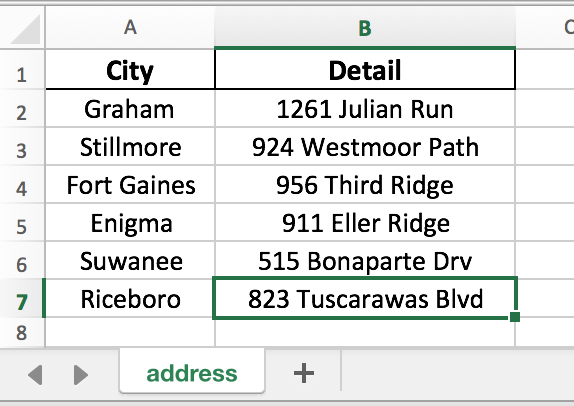 A B C
1 City Detail
2 Graham 1261 Julian Run
3 Stillmore 924 Westmoor Path
4 Fort Gaines 956 Third Ridge
5 Enigma 911 Eller Ridge
6 Suwanee 515 Bonaparte Drv
7 Riceboro 823 Tuscarawas Blvd
8
address +